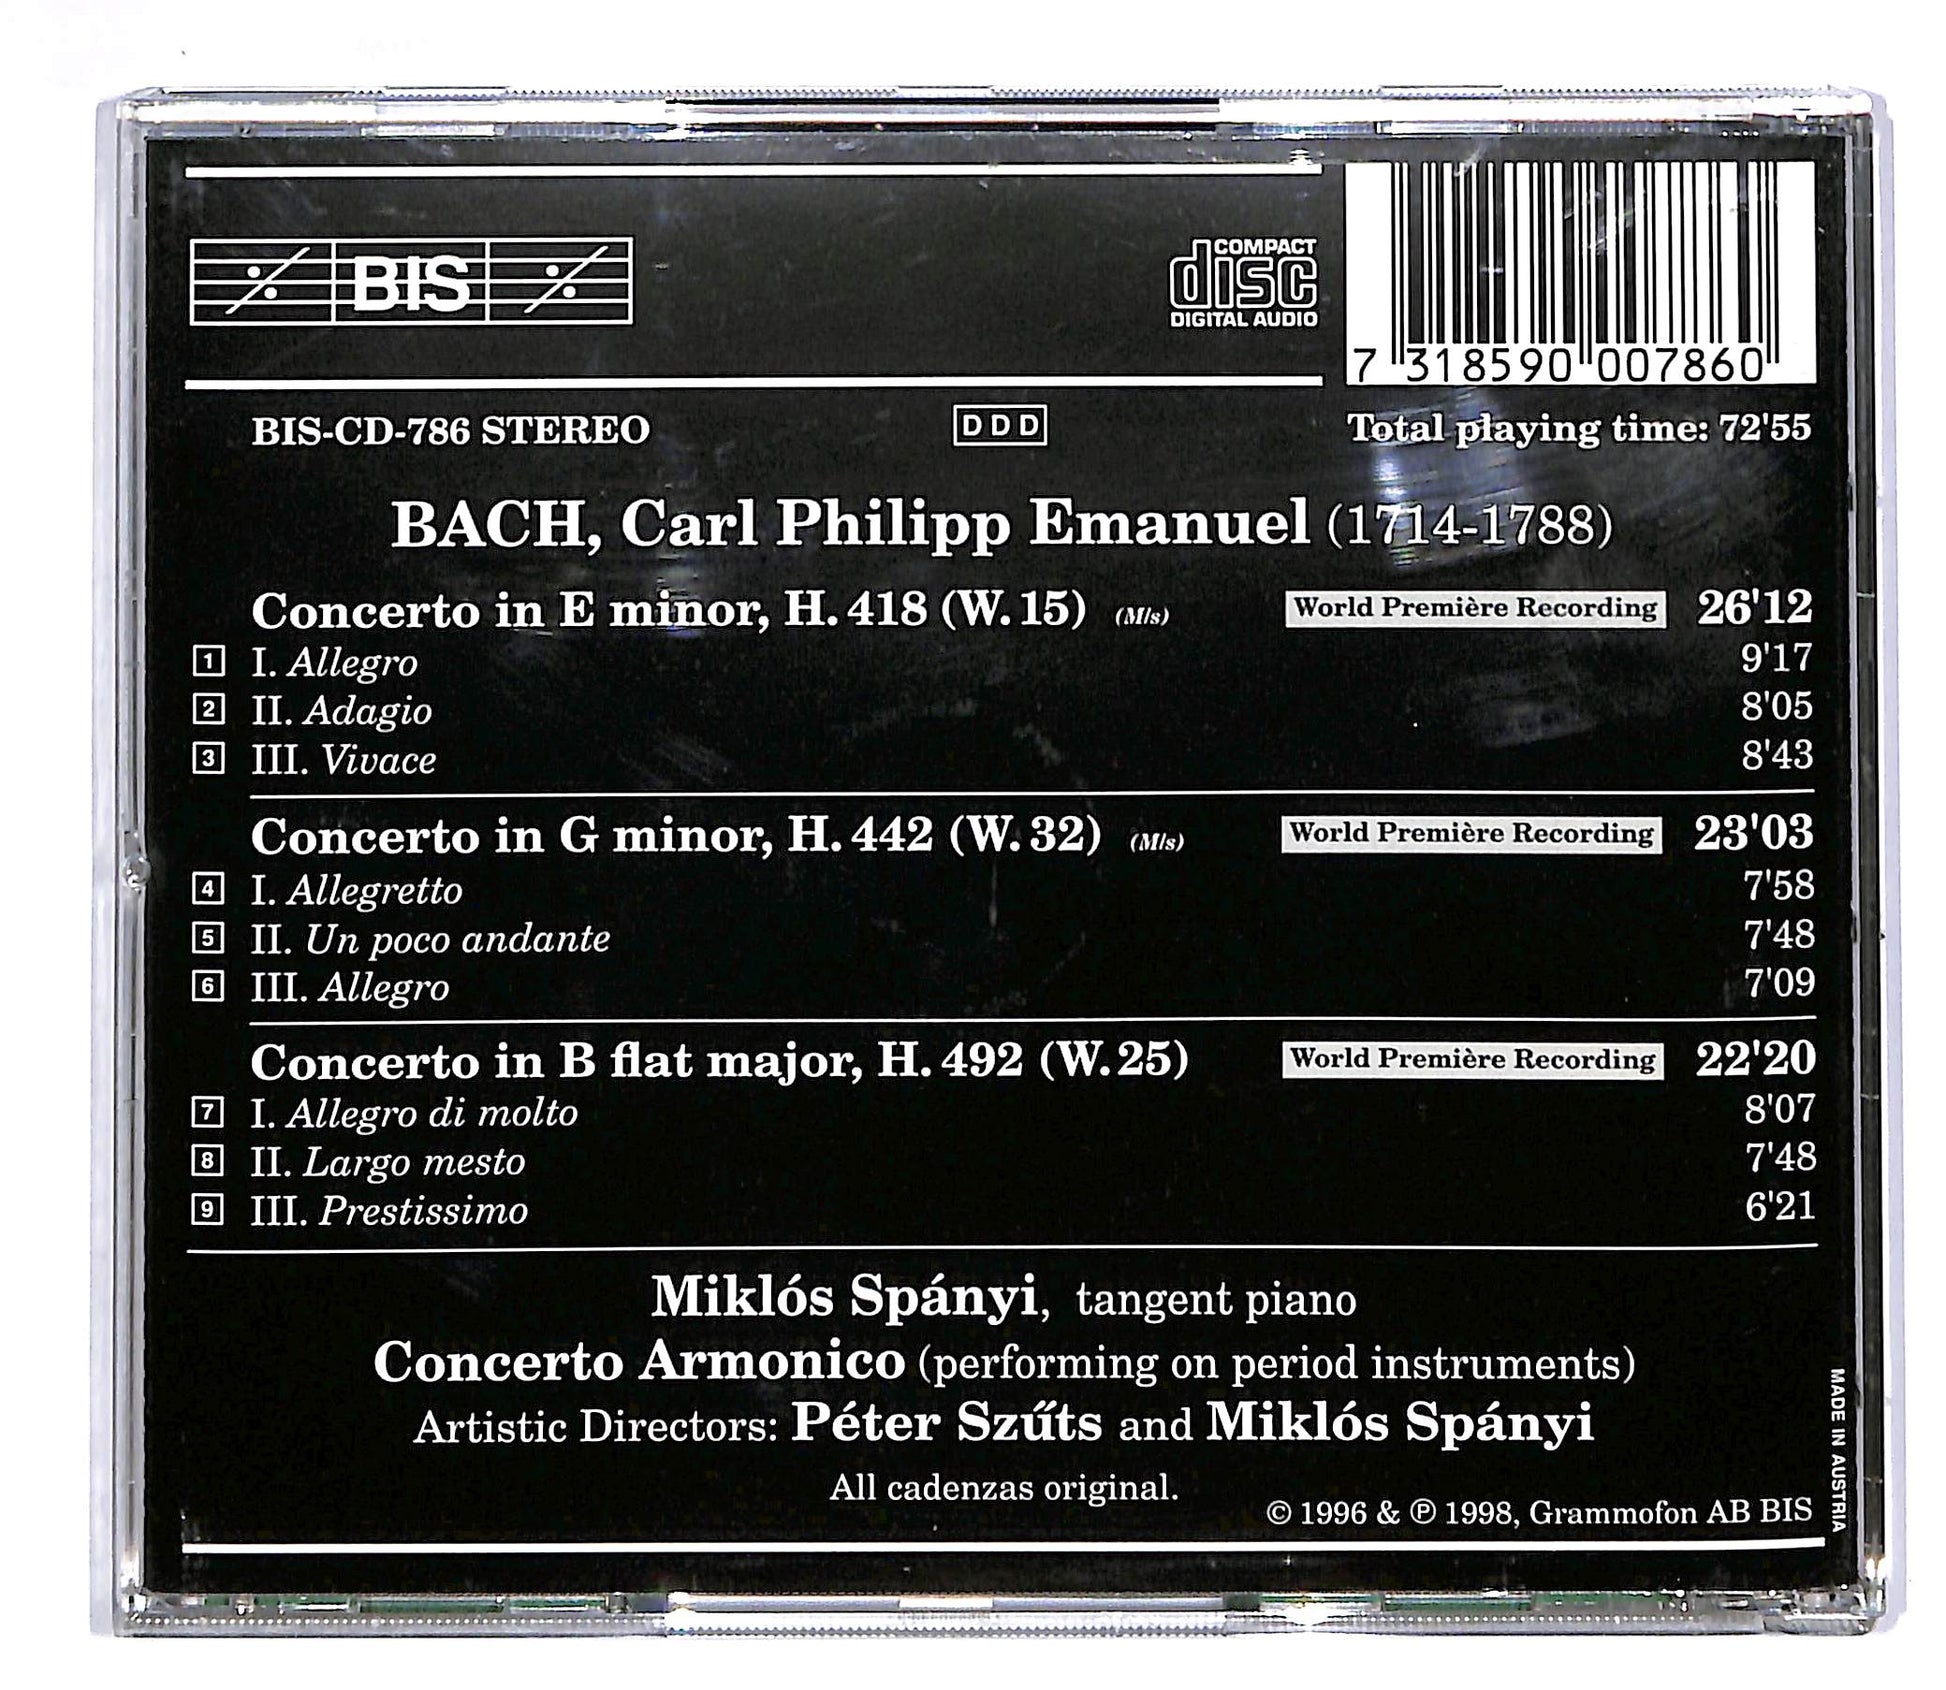 BIS
COMPACT
disc
DIGITAL AUDIO
7 318590 007860
BIS-CD-786 STEREO
DDD
Total playing time: 72'55
BACH, Carl Philipp Emanuel (1714-1788)
Concerto in E minor, H. 418 (W. 15) (M/s) World Première Recording 26'12
1 I. Allegro 9'17
2 II. Adagio 8'05
3 III. Vivace 8'43
Concerto in G minor, H. 442 (W. 32) (M/s) World Première Recording 23'03
4 I. Allegretto 7'58
5 II. Un poco andante 7'48
6 III. Allegro 7'09
Concerto in B flat major, H. 492 (W. 25) World Première Recording 22'20
7 I. Allegro di molto 8'07
8 II. Largo mesto 7'48
9 III. Prestissimo 6'21
Miklós Spányi, tangent piano
Concerto Armonico (performing on period instruments)
Artistic Directors: Péter Szűts and Miklós Spányi
All cadenzas original.
© 1996 & ℗ 1998, Grammofon AB BIS
MADE IN AUSTRIA